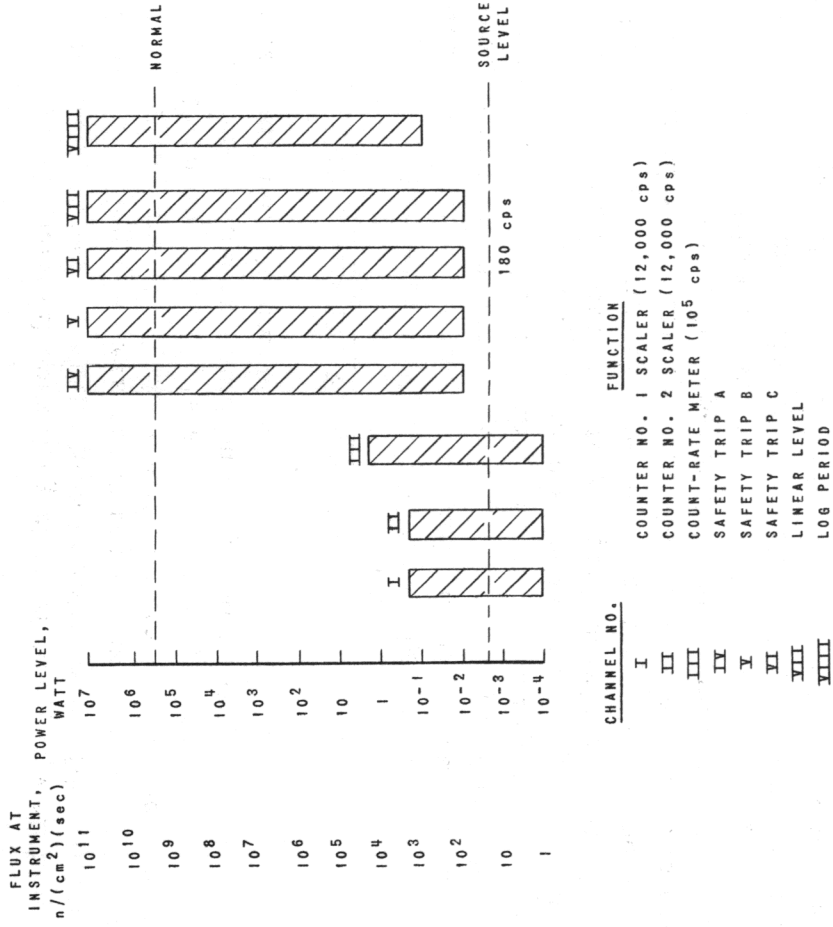 FLUX AT
INSTRUMENT, POWER LEVEL,
n/(cm²)(sec) WATT
IV V VI VII VIII
10¹¹ 10⁷
10¹⁰ 10⁶
NORMAL
10⁹ 10⁵
10⁸ 10⁴
10⁷ 10³
10⁶ 10²
10⁵ 10
III
10⁴ 1
I II
10³ 10⁻¹
10² 10⁻²
SOURCE
LEVEL
10 10⁻³ 180 cps
1 10⁻⁴
CHANNEL NO. FUNCTION
I COUNTER NO. 1 SCALER (12,000 cps)
II COUNTER NO. 2 SCALER (12,000 cps)
III COUNT-RATE METER (10⁵ cps)
IV SAFETY TRIP A
V SAFETY TRIP B
VI SAFETY TRIP C
VII LINEAR LEVEL
VIII LOG PERIOD